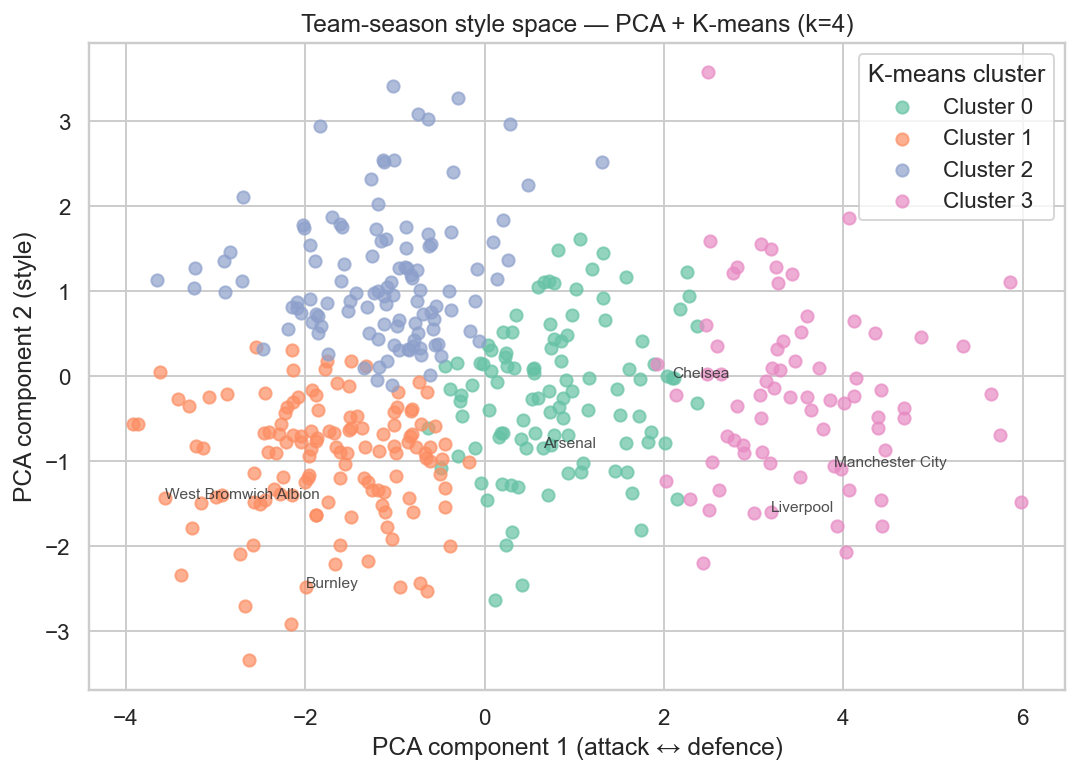 Team-season style space — PCA + K-means (k=4)
K-means cluster
Cluster 0
Cluster 1
Cluster 2
Cluster 3
3
2
1
0
−1
−2
−3
PCA component 2 (style)
Chelsea
Arsenal
Manchester City
West Bromwich Albion
Liverpool
Burnley
−4 −2 0 2 4 6
PCA component 1 (attack ↔ defence)